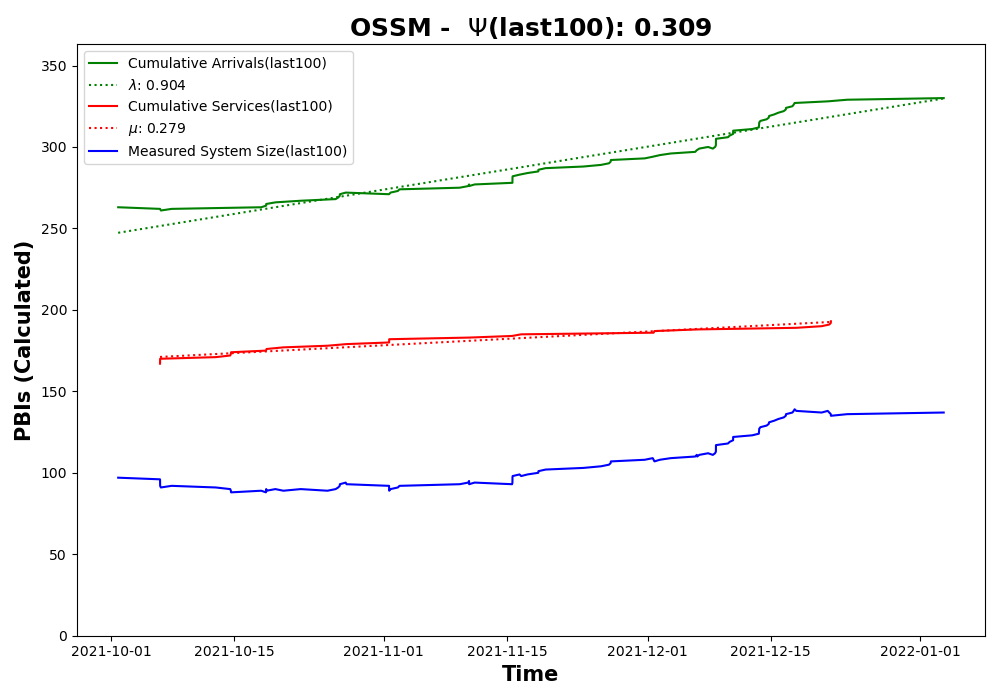 OSSM -  Ψ(last100): 0.309
Cumulative Arrivals(last100)
λ: 0.904
Cumulative Services(last100)
μ: 0.279
Measured System Size(last100)
PBIs (Calculated)
350
300
250
200
150
100
50
0
2021-10-01 2021-10-15 2021-11-01 2021-11-15 2021-12-01 2021-12-15 2022-01-01
Time